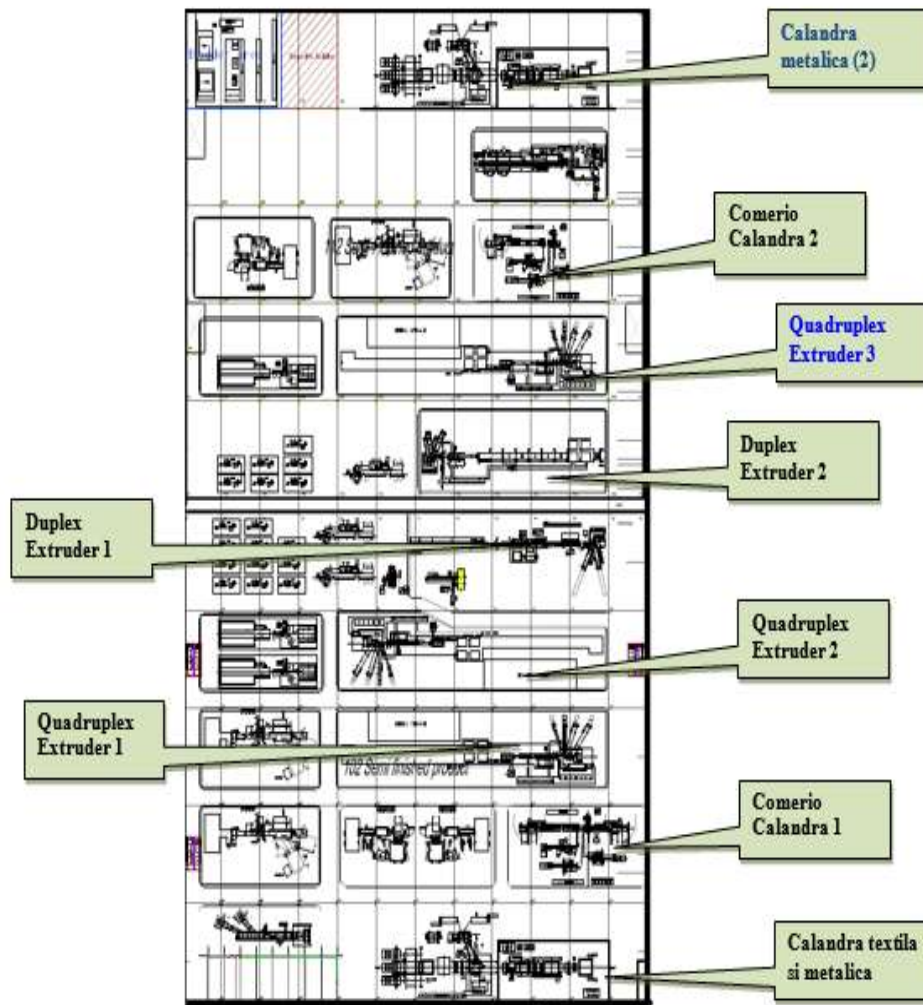 Calandra
metalica (2)
Comerio
Calandra 2
Quadruplex
Extruder 3
Duplex
Extruder 2
Duplex
Extruder 1
Quadruplex
Extruder 2
Quadruplex
Extruder 1
102 Semi finished product
Comerio
Calandra 1
Calandra textila
si metalica